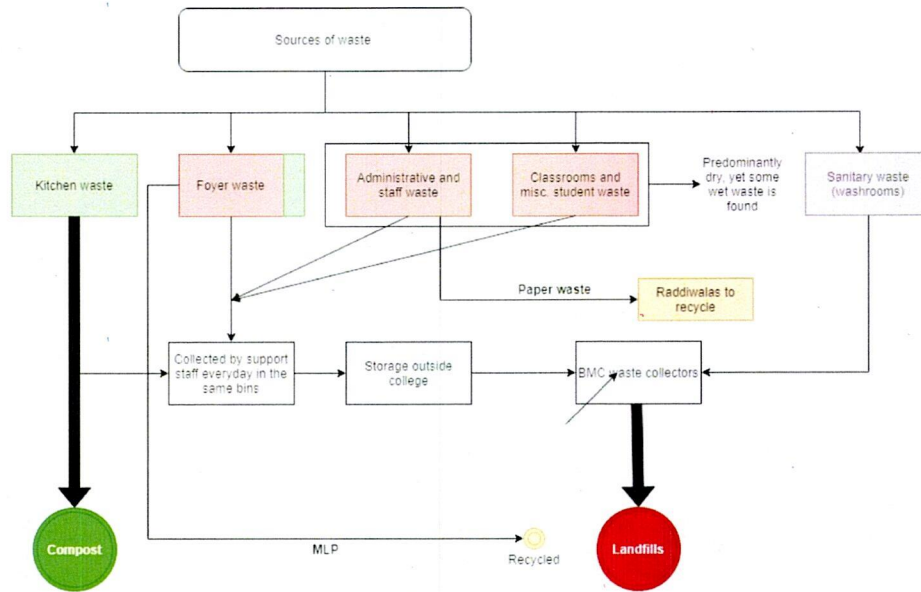 Sources of waste
Kitchen waste
Foyer waste
Administrative and
staff waste
Classrooms and
misc. student waste
Predominantly
dry, yet some
wet waste is
found
Sanitary waste
(washrooms)
Paper waste
Raddiwalas to
recycle
Collected by support
staff everyday in the
same bins
Storage outside
college
BMC waste collectors
Compost
MLP
Recycled
Landfills